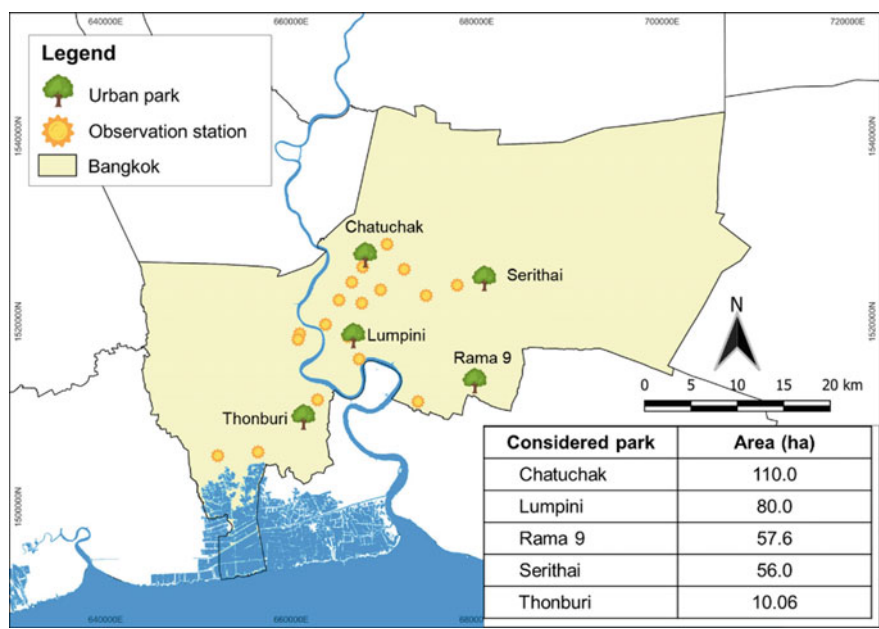 640000E 660000E 680000E 700000E 720000E
Legend
Urban park
Observation station
Bangkok
1540000N
1540000N
Chatuchak
Serithai
1520000N
1520000N
Lumpini
N
Rama 9
0 5 10 15 20 km
Thonburi
Considered park Area (ha)
Chatuchak 110.0
Lumpini 80.0
Rama 9 57.6
Serithai 56.0
Thonburi 10.06
1500000N
640000E 660000E